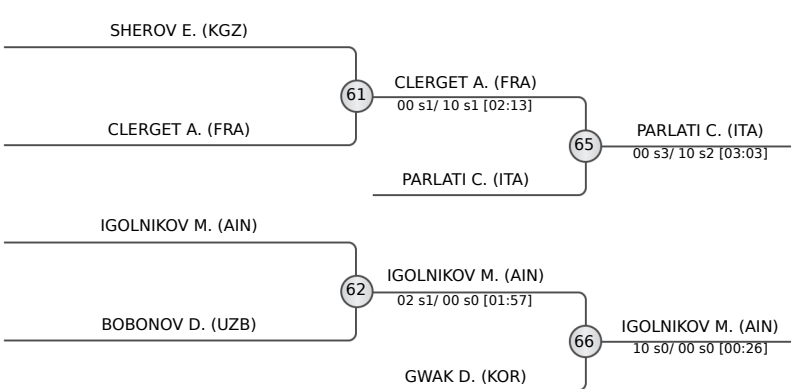 SHEROV E. (KGZ)
61
CLERGET A. (FRA)
00 s1/ 10 s1 [02:13]
CLERGET A. (FRA)
65
PARLATI C. (ITA)
00 s3/ 10 s2 [03:03]
PARLATI C. (ITA)
IGOLNIKOV M. (AIN)
62
IGOLNIKOV M. (AIN)
02 s1/ 00 s0 [01:57]
BOBONOV D. (UZB)
66
IGOLNIKOV M. (AIN)
10 s0/ 00 s0 [00:26]
GWAK D. (KOR)